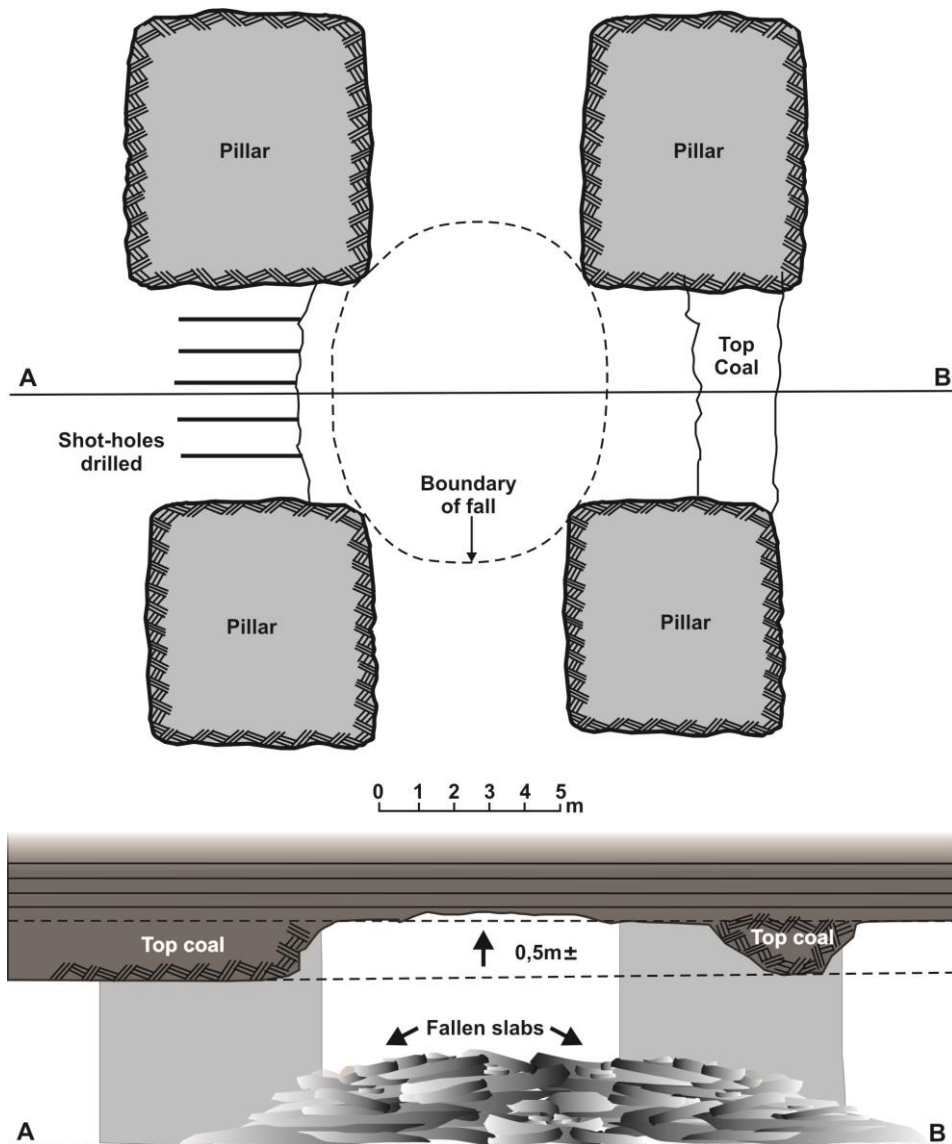 Pillar
Pillar
A
Top
Coal
B
Shot-holes
drilled
Boundary
of fall
Pillar
Pillar
0 1 2 3 4 5
m
Top coal
Top coal
0,5m±
Fallen slabs
A
B